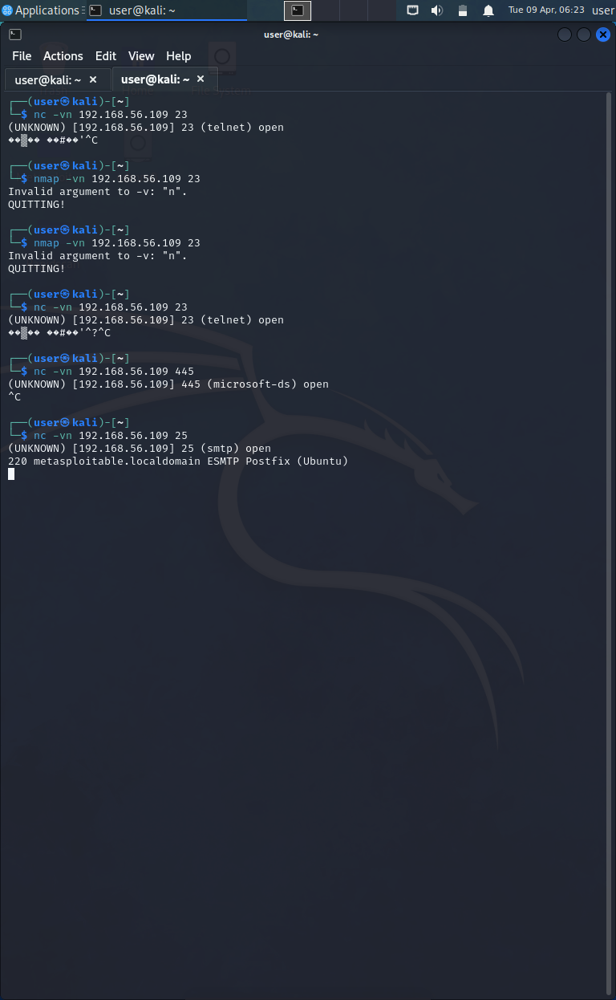 Applications user@kali: ~ Tue 09 Apr, 06:23 user
user@kali: ~
File Actions Edit View Help
user@kali: ~ × user@kali: ~ ×
┌──(user㉿kali)-[~]
└─$ nc -vn 192.168.56.109 23
(UNKNOWN) [192.168.56.109] 23 (telnet) open
��▒�� ��#��'^C
┌──(user㉿kali)-[~]
└─$ nmap -vn 192.168.56.109 23
Invalid argument to -v: "n".
QUITTING!
┌──(user㉿kali)-[~]
└─$ nmap -vn 192.168.56.109 23
Invalid argument to -v: "n".
QUITTING!
┌──(user㉿kali)-[~]
└─$ nc -vn 192.168.56.109 23
(UNKNOWN) [192.168.56.109] 23 (telnet) open
��▒�� ��#��'^?^C
┌──(user㉿kali)-[~]
└─$ nc -vn 192.168.56.109 445
(UNKNOWN) [192.168.56.109] 445 (microsoft-ds) open
^C
┌──(user㉿kali)-[~]
└─$ nc -vn 192.168.56.109 25
(UNKNOWN) [192.168.56.109] 25 (smtp) open
220 metasploitable.localdomain ESMTP Postfix (Ubuntu)